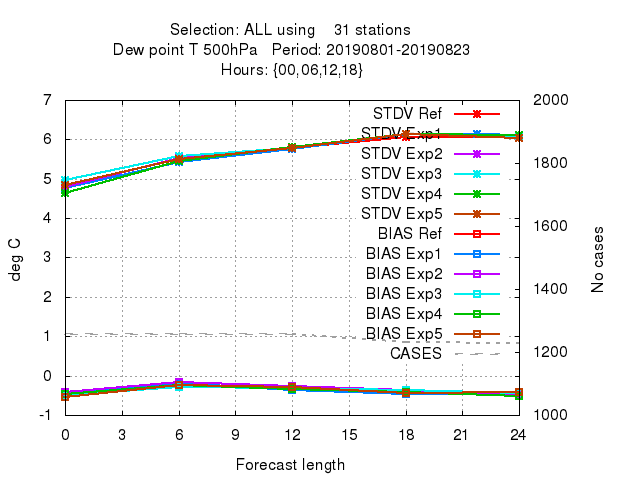 Selection: ALL using    31 stations
Dew point T 500hPa   Period: 20190801-20190823
Hours: {00,06,12,18}
7
6
5
4
3
2
1
0
-1
deg C
2000
1800
1600
1400
1200
1000
No cases
STDV Ref
STDV Exp1
STDV Exp2
STDV Exp3
STDV Exp4
STDV Exp5
BIAS Ref
BIAS Exp1
BIAS Exp2
BIAS Exp3
BIAS Exp4
BIAS Exp5
CASES
0 3 6 9 12 15 18 21 24
Forecast length